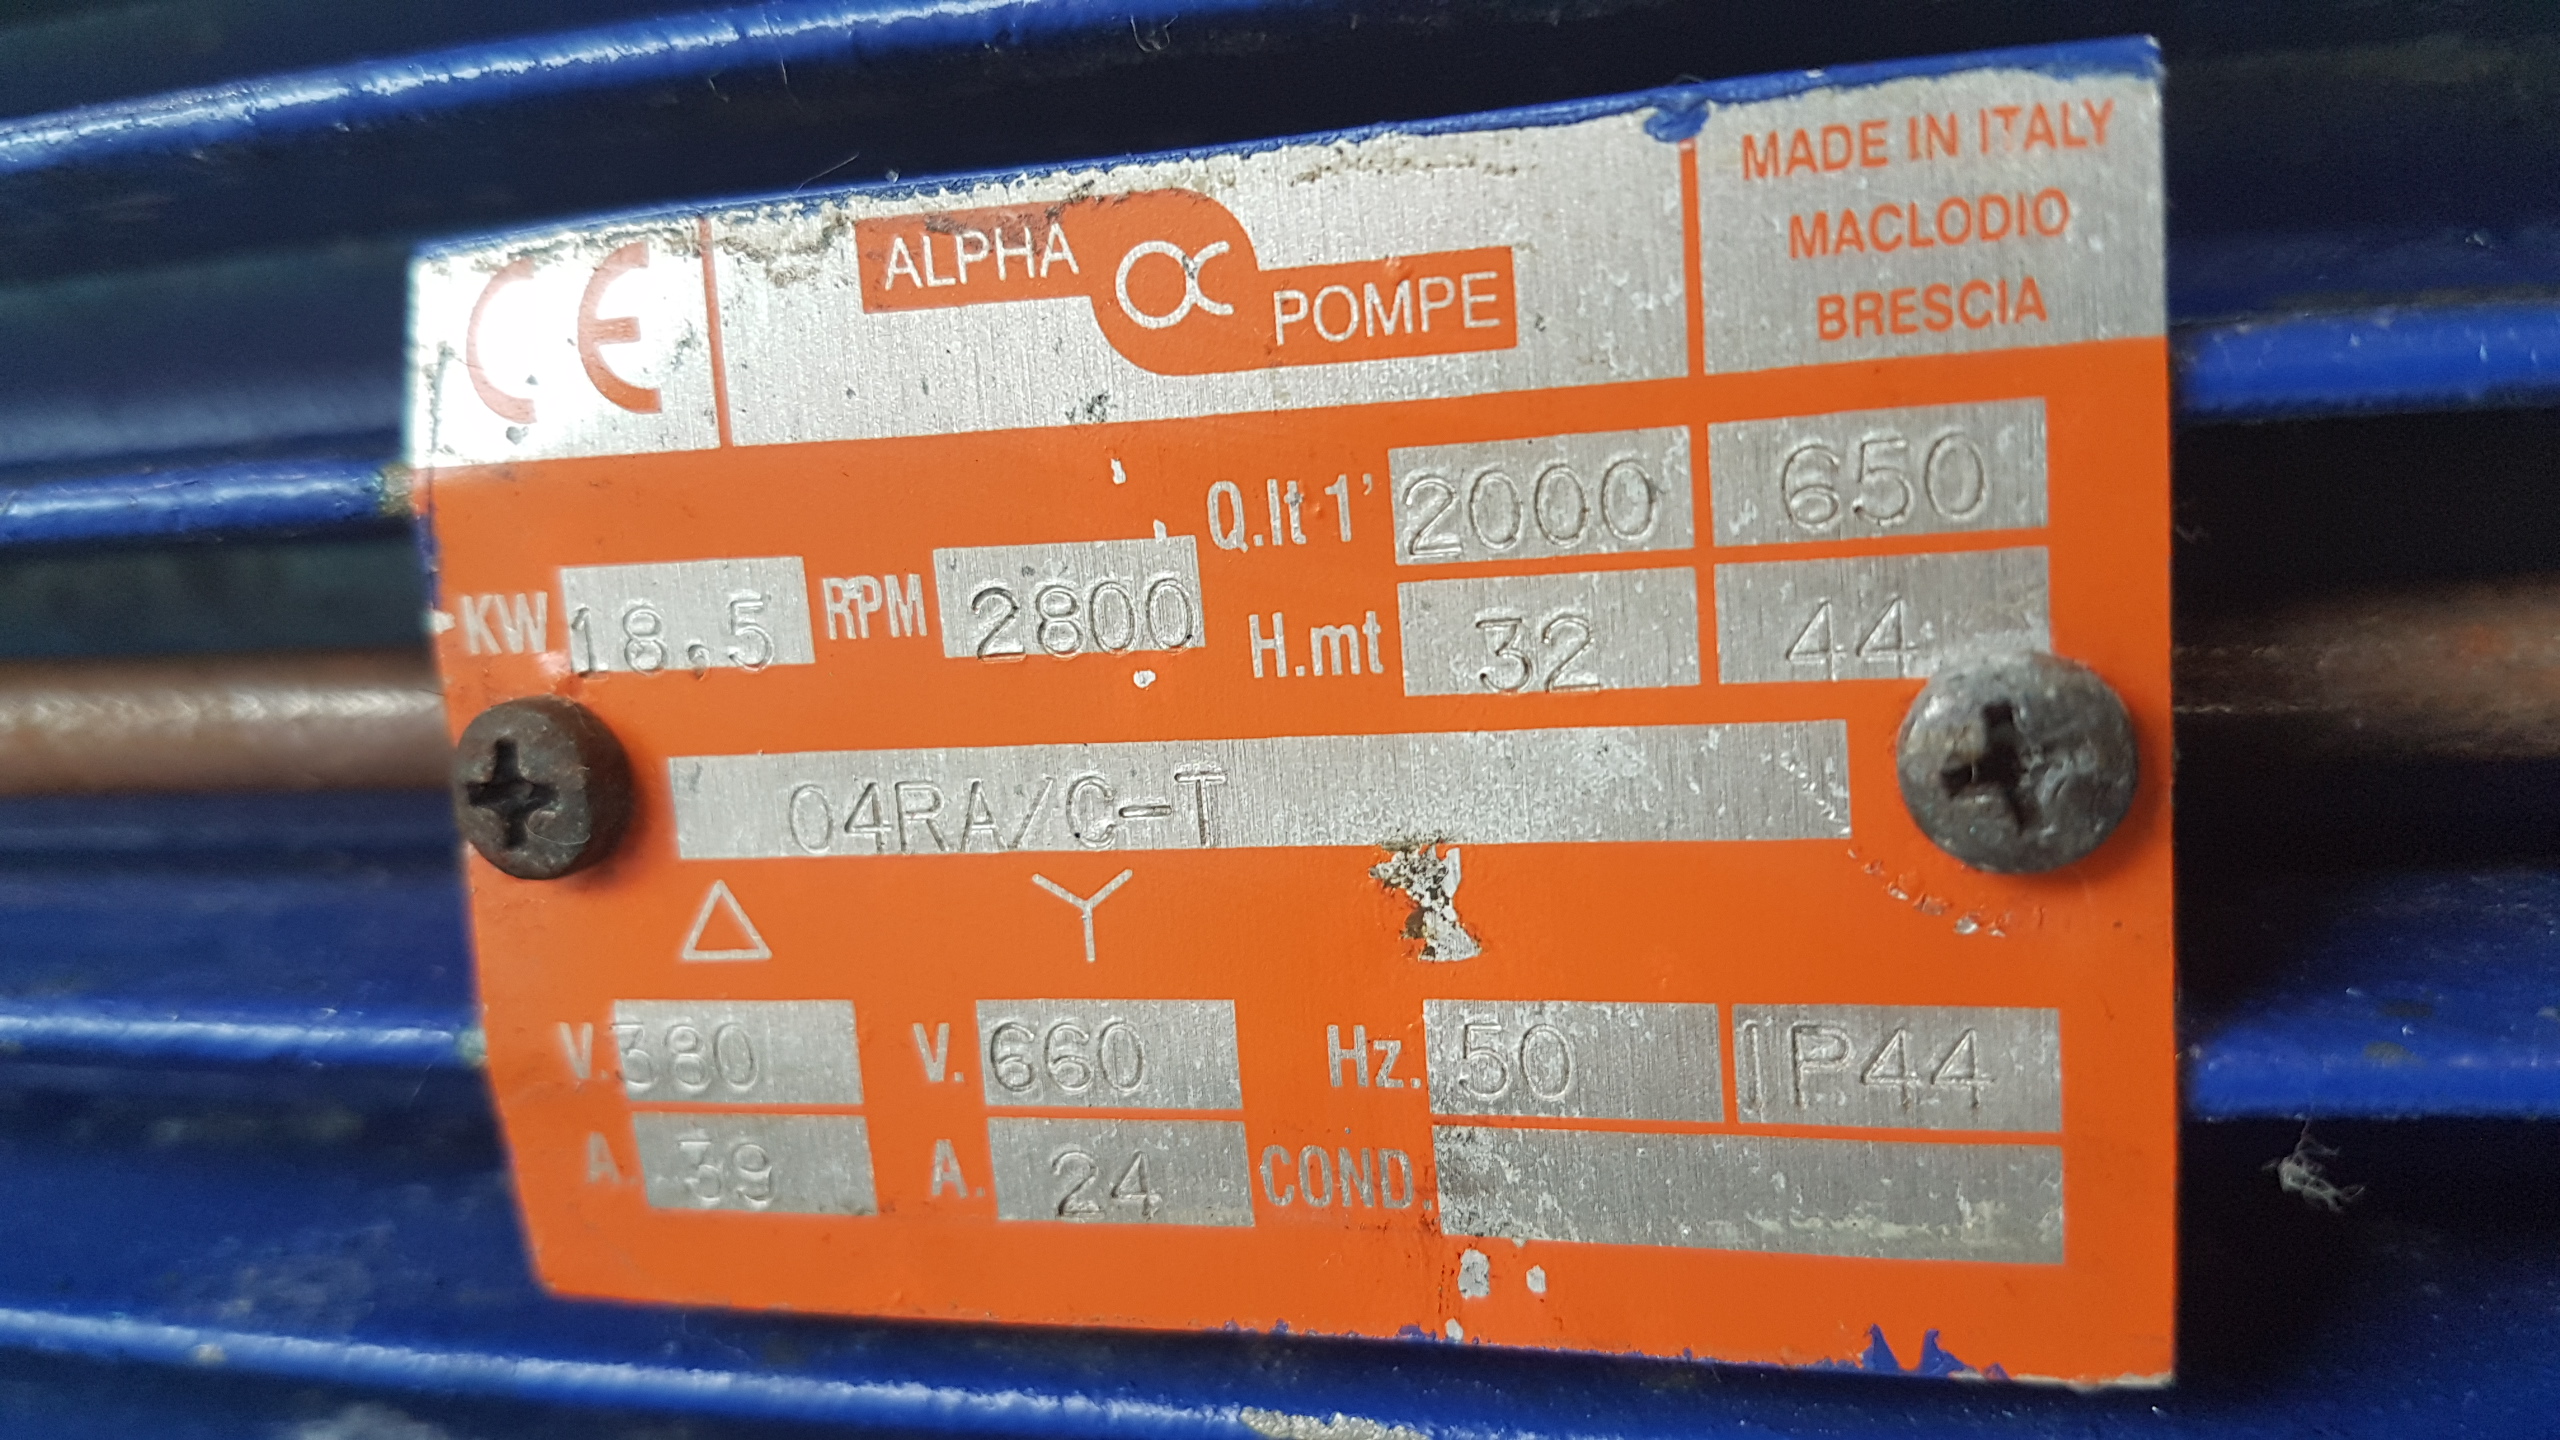 CE
ALPHA α POMPE
MADE IN ITALY
MACLODIO
BRESCIA
Q.lt 1' 2000 650
KW 18,5 RPM 2800
H.mt 32 44
04RA/C-T
Δ Y
V. 380 V. 660 Hz. 50 IP44
A. 39 A. 24 COND.